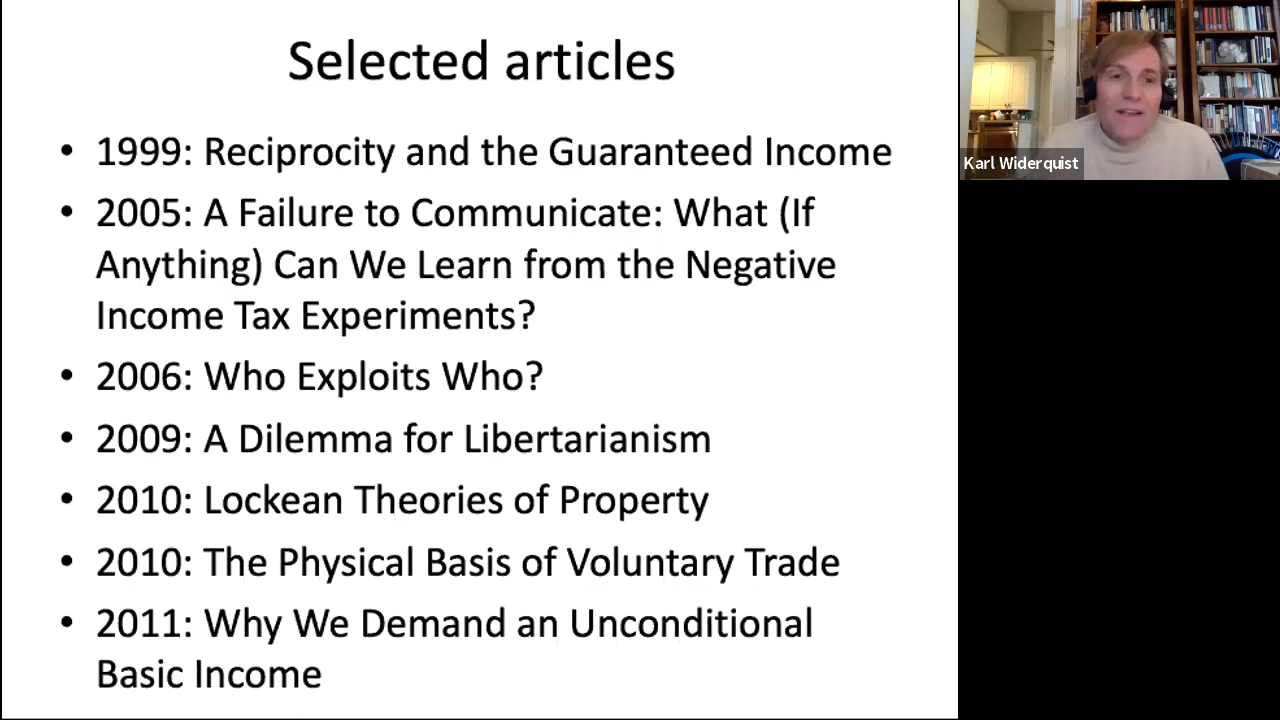 Selected articles
• 1999: Reciprocity and the Guaranteed Income
• 2005: A Failure to Communicate: What (If
Anything) Can We Learn from the Negative
Income Tax Experiments?
• 2006: Who Exploits Who?
• 2009: A Dilemma for Libertarianism
• 2010: Lockean Theories of Property
• 2010: The Physical Basis of Voluntary Trade
• 2011: Why We Demand an Unconditional
Basic Income
Karl Widerquist